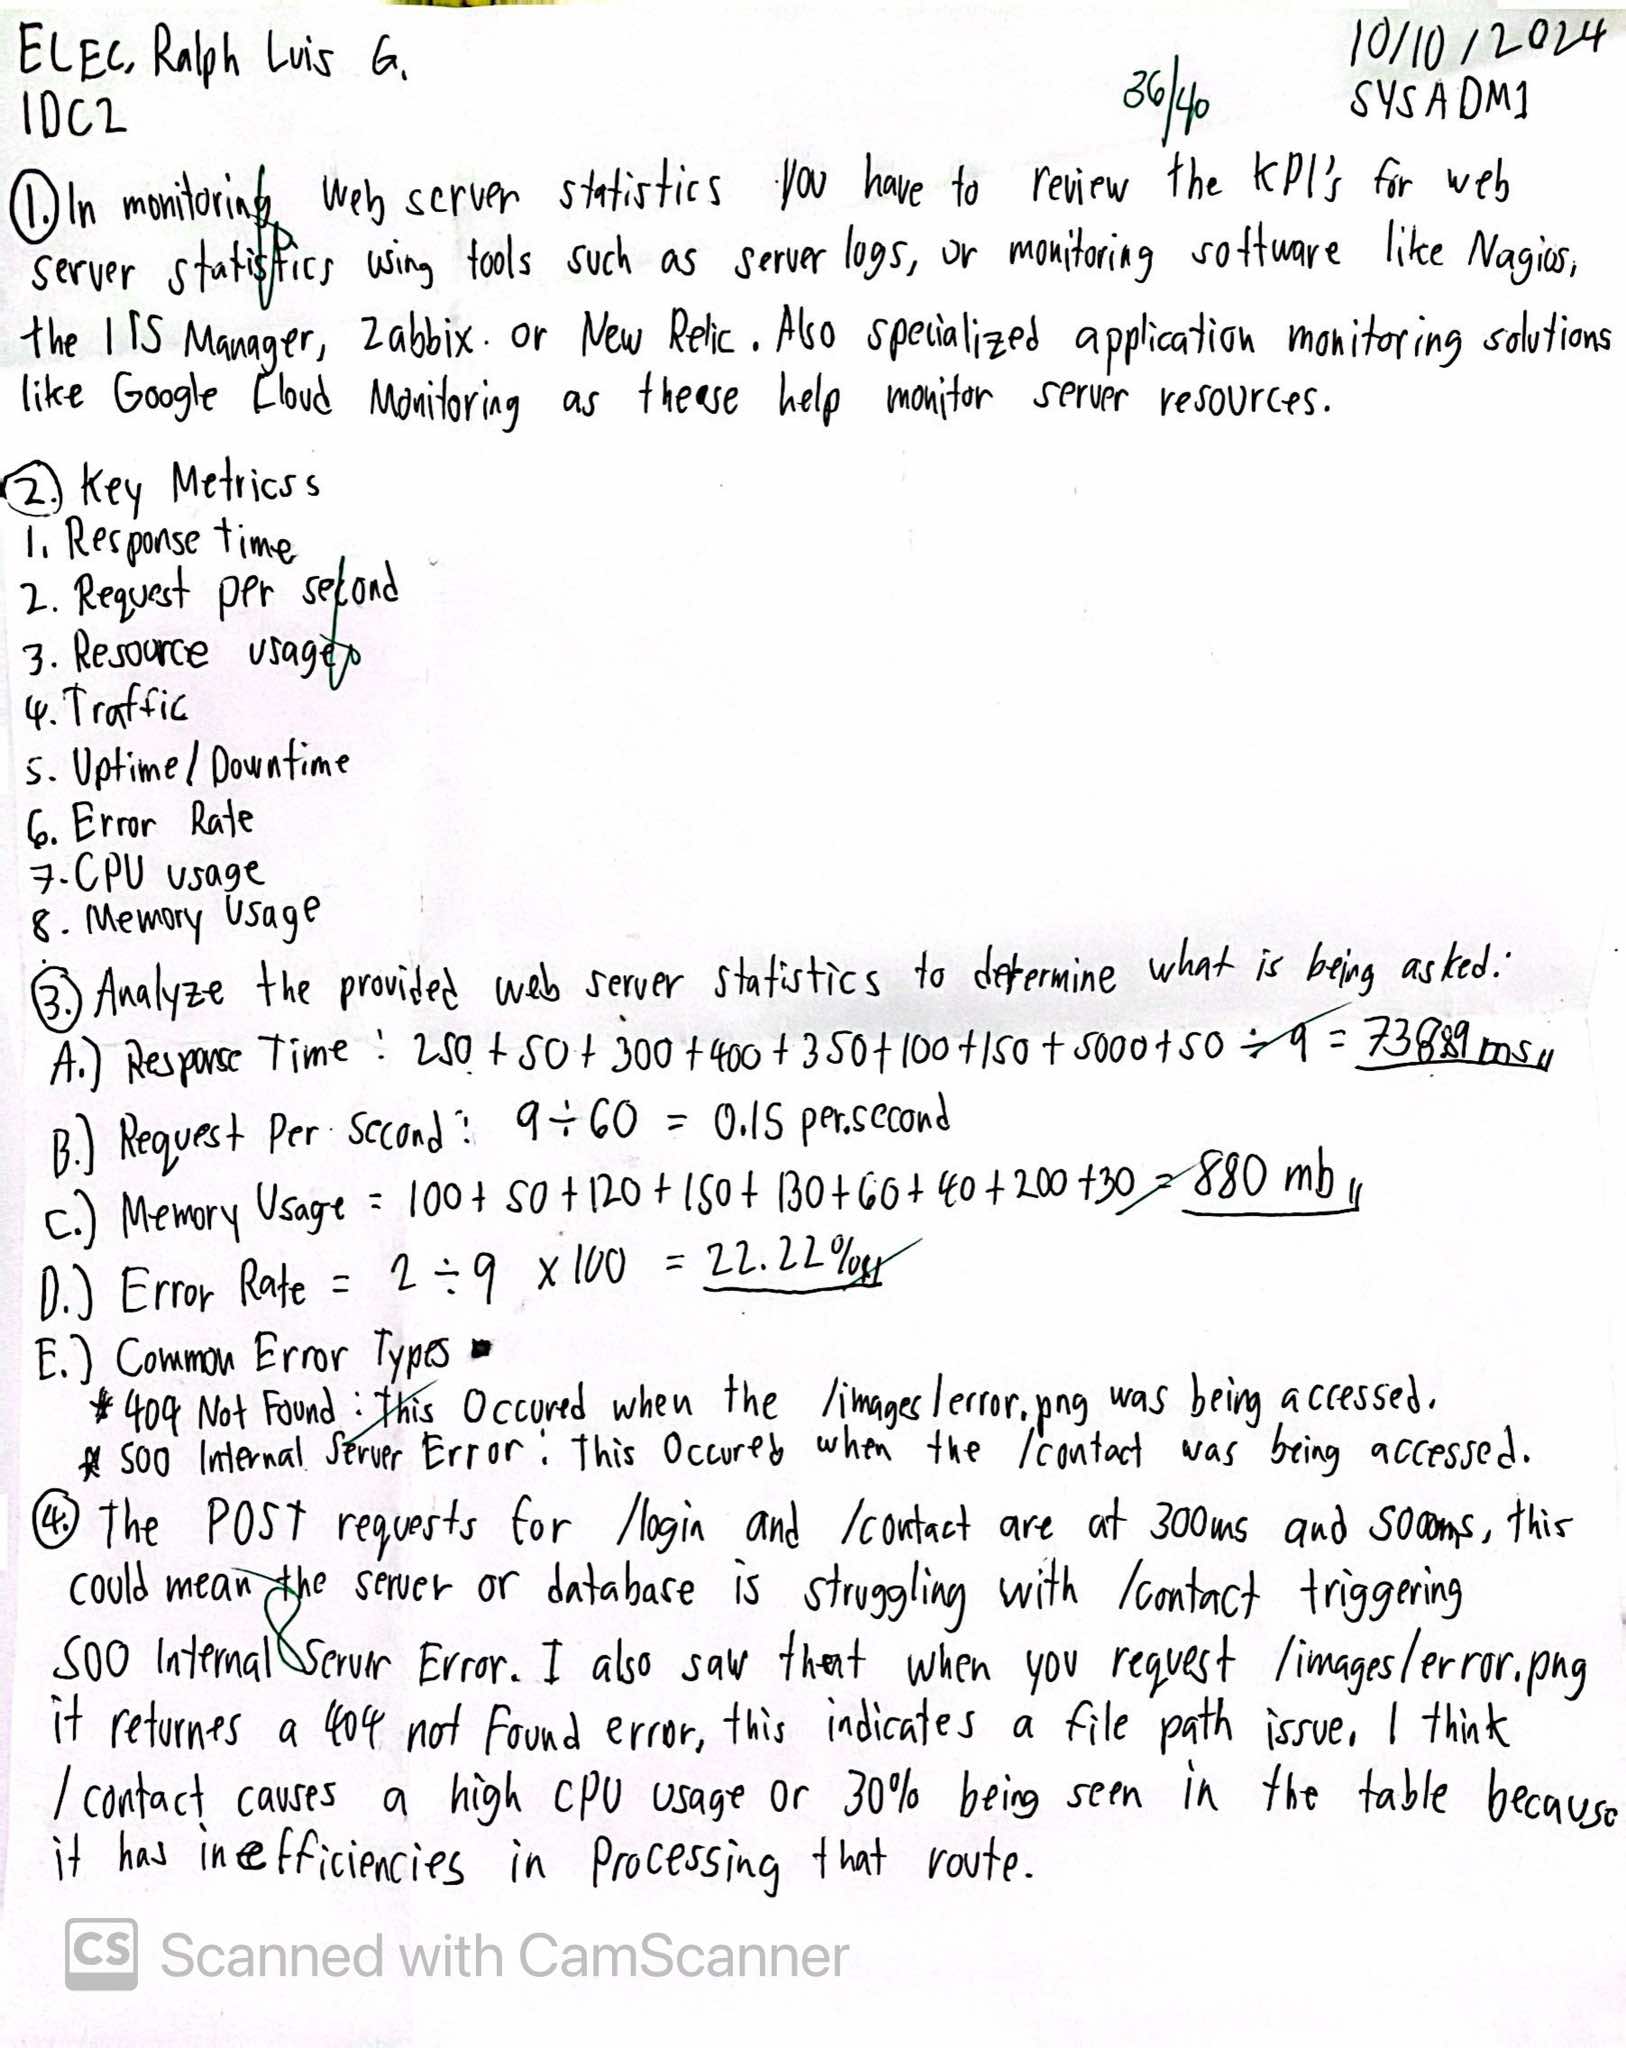 ELEC, Ralph Luis G.
10/10/2024
1DC2
36/40
SYSADM1
1. In monitoring web server statistics you have to review the KPI's for web
server statistics using tools such as server logs, or monitoring software like Nagios,
the IIS Manager, Zabbix. or New Relic. Also specialized application monitoring solutions
like Google Cloud Monitoring as these help monitor server resources.
2. Key Metricss
1. Response time
2. Request per second
3. Resource usage
4. Traffic
5. Uptime/Downtime
6. Error Rate
7. CPU usage
8. Memory Usage
3. Analyze the provided web server statistics to determine what is being asked:
A.) Response Time : 250 + 50 + 300 + 400 + 350 + 100 + 150 + 5000 + 50 ÷ 9 = 738.89 ms
B.) Request Per Second : 9 ÷ 60 = 0.15 per.second
C.) Memory Usage = 100 + 50 + 120 + 150 + 130 + 60 + 40 + 200 + 30 = 880 mb
D.) Error Rate = 2 ÷ 9 x 100 = 22.22%
E.) Common Error Types
* 404 Not Found : This Occured when the /images/error.png was being accessed.
* 500 Internal Server Error : This Occured when the /contact was being accessed.
4. The POST requests for /login and /contact are at 300ms and 5000ms, this
could mean the server or database is struggling with /contact triggering
500 Internal Server Error. I also saw that when you request /images/error.png
it returnes a 404 not found error, this indicates a file path issue. I think
/contact causes a high CPU usage or 30% being seen in the table because
it has inefficiencies in Processing that route.
CS Scanned with CamScanner